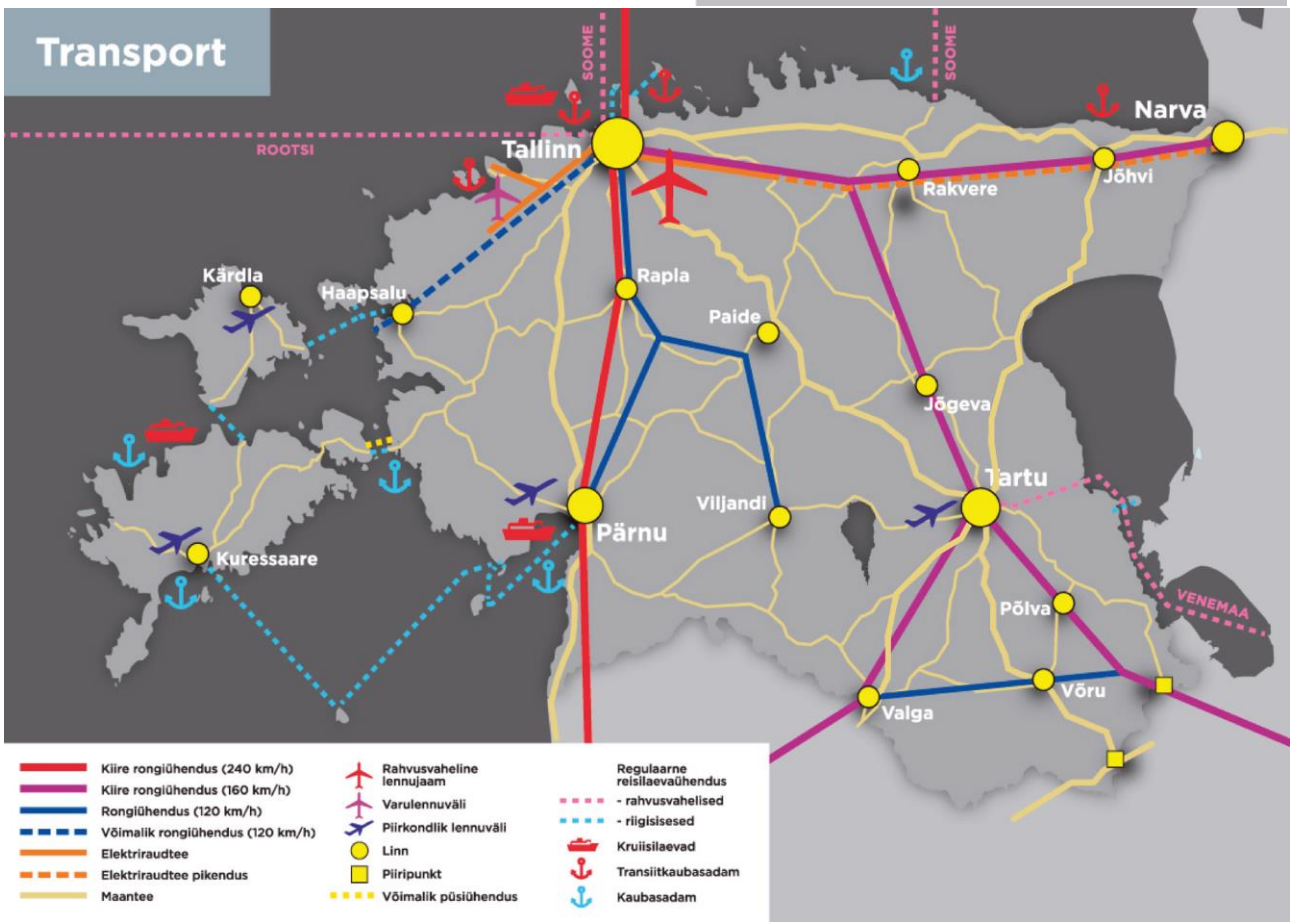 Transport
SOOME
SOOME
ROOTSI
Tallinn
Narva
Rakvere
Jõhvi
Kärdla
Haapsalu
Rapla
Paide
Jõgeva
Tartu
Viljandi
Pärnu
Kuressaare
Põlva
VENEMAA
Võru
Valga
Kiire rongiühendus (240 km/h)
Kiire rongiühendus (160 km/h)
Rongiühendus (120 km/h)
Võimalik rongiühendus (120 km/h)
Elektriraudtee
Elektriraudtee pikendus
Maantee
Rahvusvaheline
lennujaam
Varulennuväli
Piirkondlik lennuväli
Linn
Piiripunkt
Võimalik püsiühendus
Regulaarne
reisilaevaühendus
- rahvusvahelised
- riigisisesed
Kruiisilaevad
Transiitkaubasadam
Kaubasadam